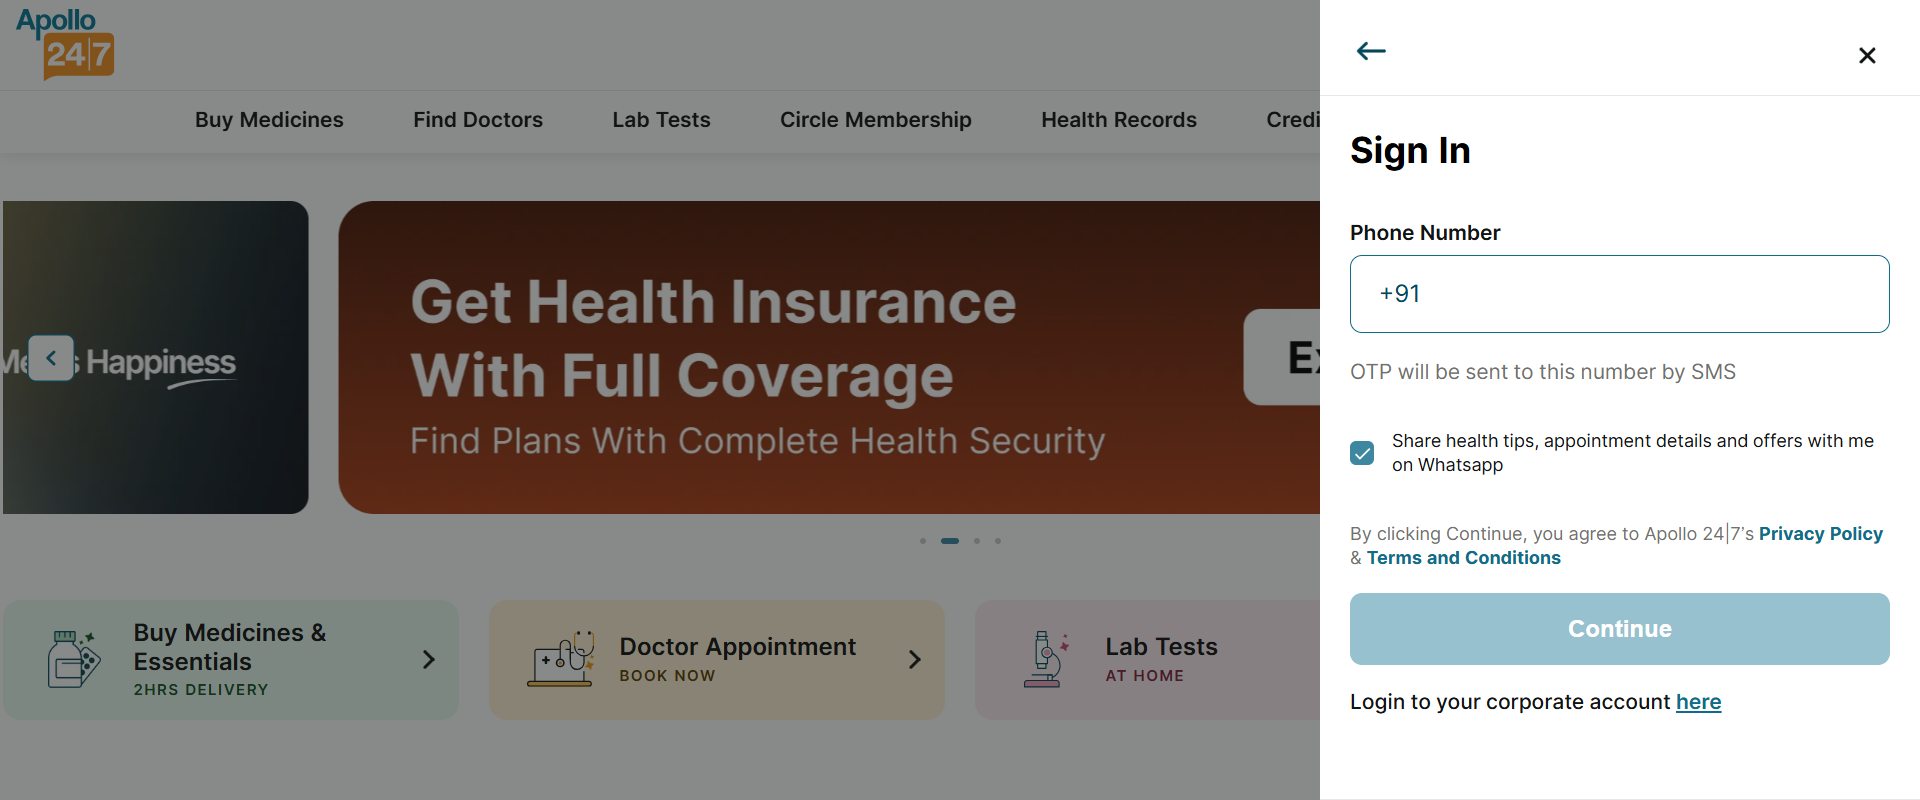 Apollo
24|7
Buy Medicines
Find Doctors
Lab Tests
Circle Membership
Health Records
Happiness
Get Health Insurance
With Full Coverage
Find Plans With Complete Health Security
Buy Medicines &
Essentials
2HRS DELIVERY
Doctor Appointment
BOOK NOW
Lab Tests
AT HOME
Sign In
Phone Number
+91
OTP will be sent to this number by SMS
Share health tips, appointment details and offers with me
on Whatsapp
By clicking Continue, you agree to Apollo 24|7's Privacy Policy
& Terms and Conditions
Continue
Login to your corporate account here